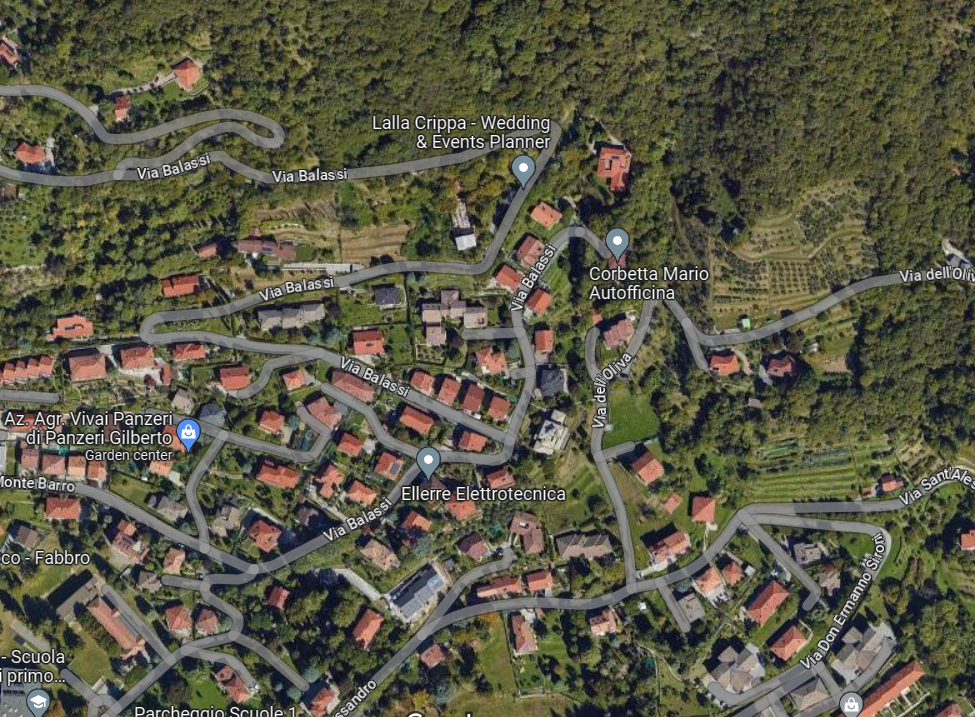 Lalla Crippa - Wedding
& Events Planner
Via Balassi
Via Balassi
Via Balassi
Corbetta Mario
Autofficina
Via dell'Oliv
Via Balassi
Via Balassi
Via dell'Oliva
Az. Agr. Vivai Panzeri
di Panzeri Gilberto
Garden center
Monte Barro
Ellerre Elettrotecnica
Via Sant'Ales
Via Balassi
co - Fabbro
Via Don Ermanno Sironi
- Scuola
i primo...
ssandro
Parcheggio Scuole 1